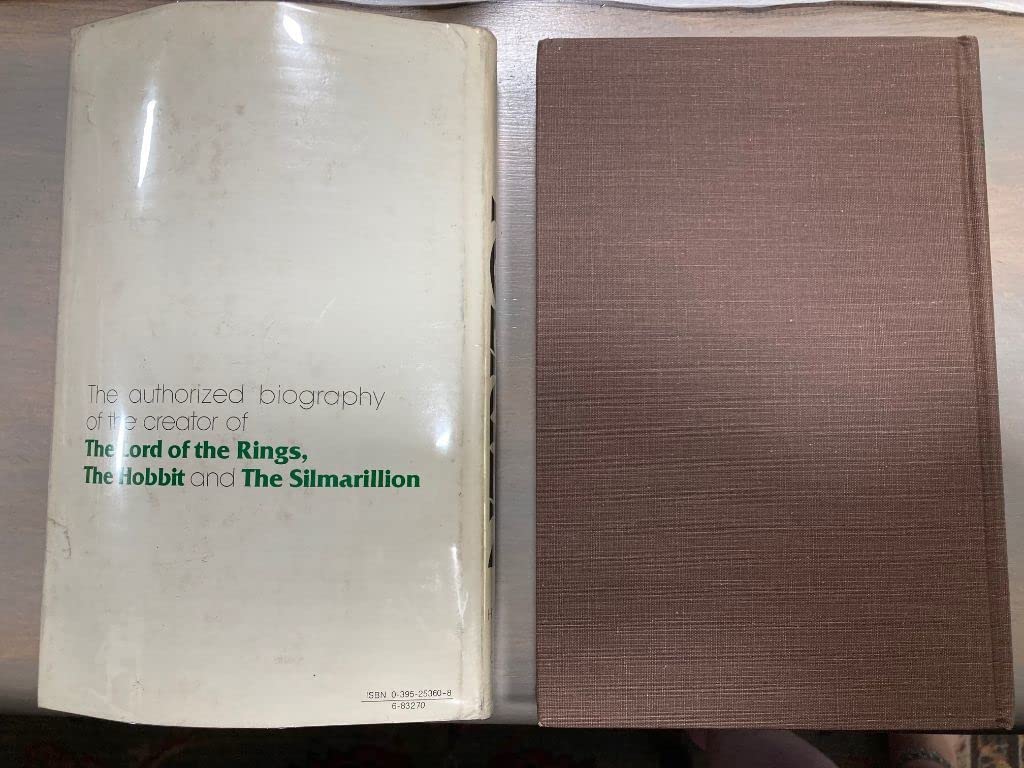 The authorized biography
of the creator of
The Lord of the Rings,
The Hobbit and The Silmarillion
ISBN 0-395-25360-8
6-83270